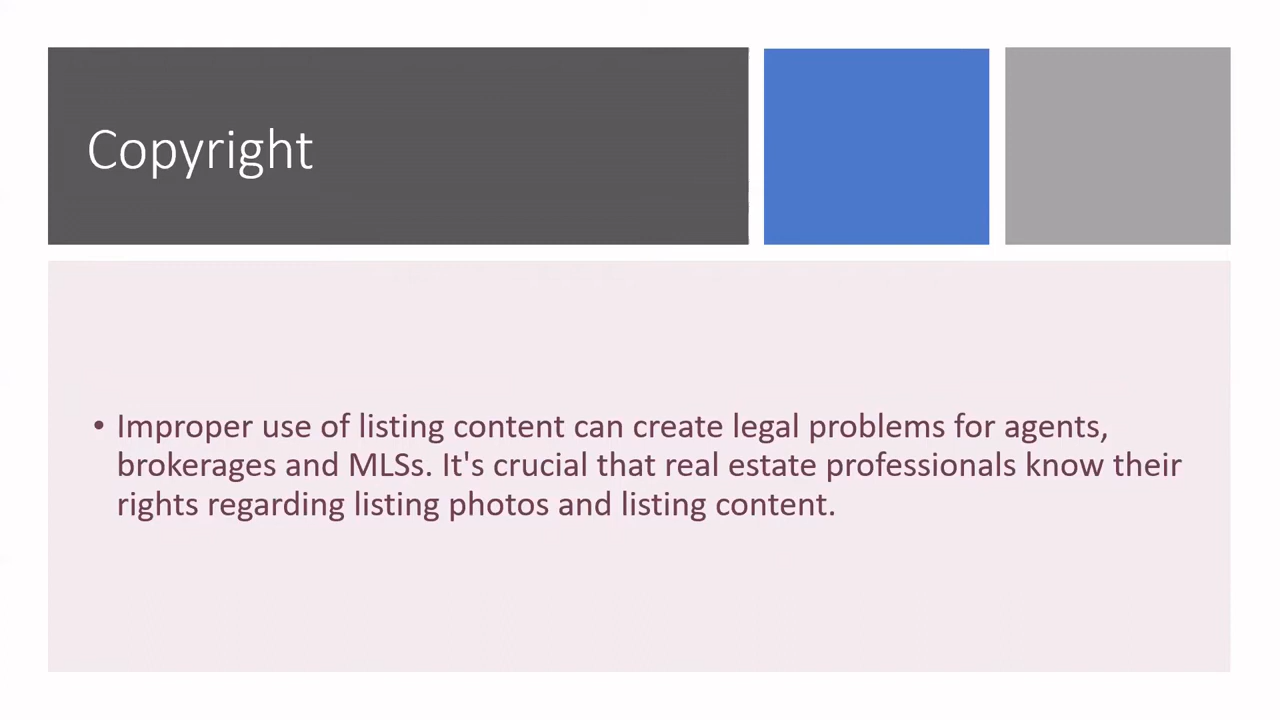 Copyright
• Improper use of listing content can create legal problems for agents,
brokerages and MLSs. It's crucial that real estate professionals know their
rights regarding listing photos and listing content.